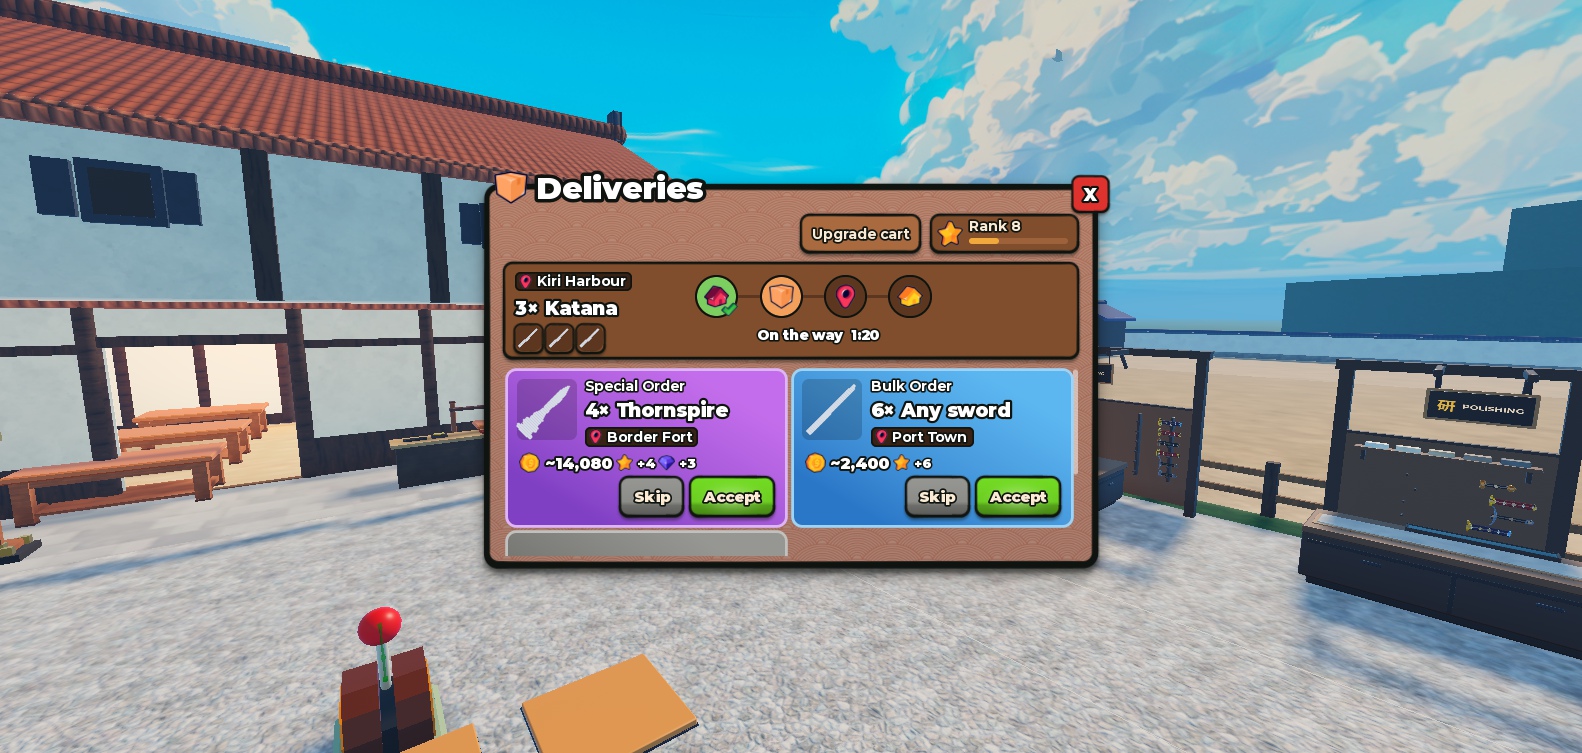 Deliveries
X
Upgrade cart
Rank 8
Kiri Harbour
3× Katana
On the way 1:20
Special Order
4× Thornspire
Border Fort
~14,080 +4 +3
Skip
Accept
Bulk Order
6× Any sword
Port Town
~2,400 +6
Skip
Accept
研 POLISHING